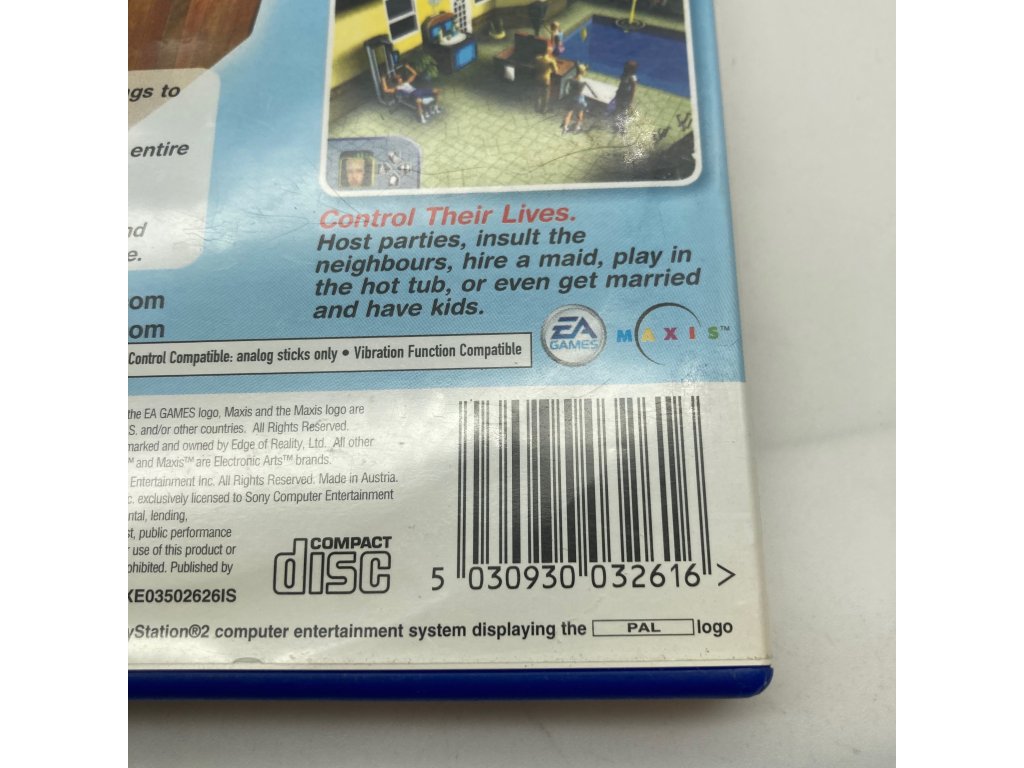 gs to
entire
nd
e.
om
om
Control Their Lives.
Host parties, insult the
neighbours, hire a maid, play in
the hot tub, or even get married
and have kids.
Control Compatible: analog sticks only • Vibration Function Compatible
EA GAMES
MAXIS™
the EA GAMES logo, Maxis and the Maxis logo are
S. and/or other countries. All Rights Reserved.
marked and owned by Edge of Reality, Ltd. All other
™ and Maxis™ are Electronic Arts™ brands.
Entertainment Inc. All Rights Reserved. Made in Austria.
c. exclusively licensed to Sony Computer Entertainment
ntal, lending,
st, public performance
r use of this product or
ohibited. Published by
COMPACT
disc
XE03502626IS
5 030930 032616 >
yStation®2 computer entertainment system displaying the PAL logo